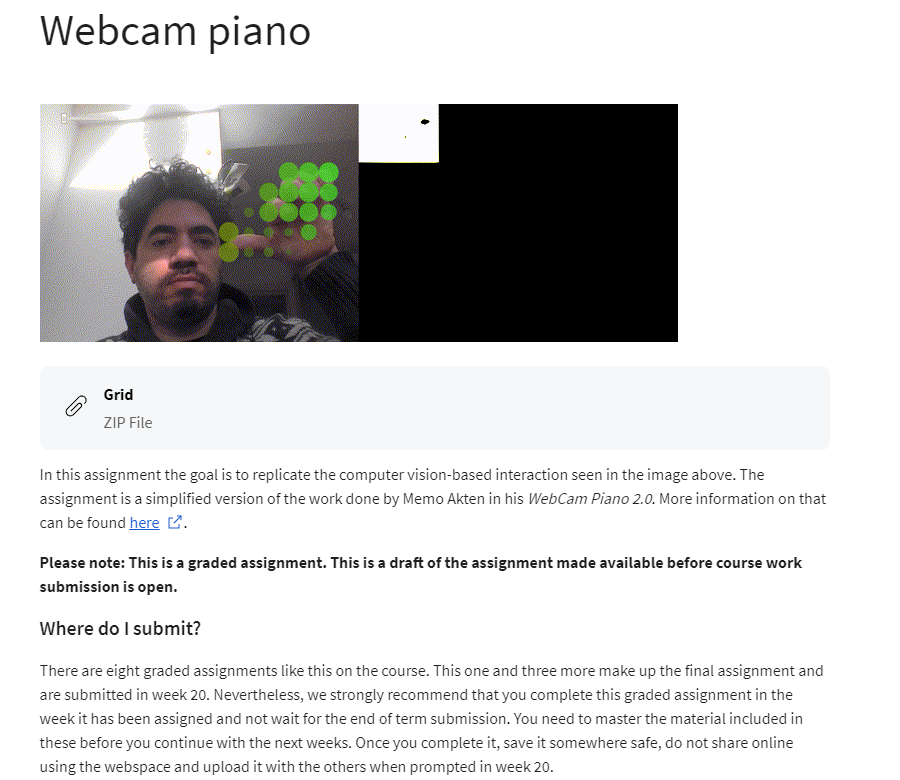 Webcam piano
Grid
ZIP File
In this assignment the goal is to replicate the computer vision-based interaction seen in the image above. The
assignment is a simplified version of the work done by Memo Akten in his WebCam Piano 2.0. More information on that
can be found here .
Please note: This is a graded assignment. This is a draft of the assignment made available before course work
submission is open.
Where do I submit?
There are eight graded assignments like this on the course. This one and three more make up the final assignment and
are submitted in week 20. Nevertheless, we strongly recommend that you complete this graded assignment in the
week it has been assigned and not wait for the end of term submission. You need to master the material included in
these before you continue with the next weeks. Once you complete it, save it somewhere safe, do not share online
using the webspace and upload it with the others when prompted in week 20.